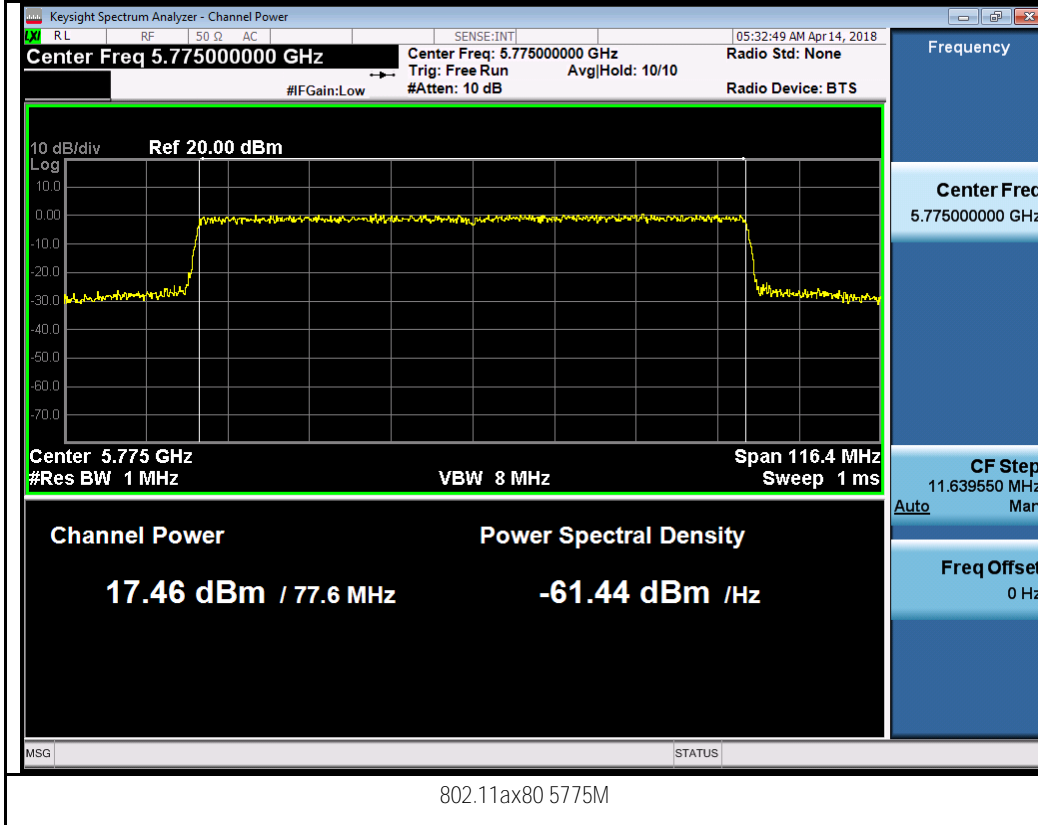 Keysight Spectrum Analyzer - Channel Power
LXI RL RF 50 Ω AC SENSE:INT 05:32:49 AM Apr 14, 2018
Center Freq 5.775000000 GHz
#IFGain:Low
Center Freq: 5.775000000 GHz
Trig: Free Run Avg|Hold: 10/10
#Atten: 10 dB
Radio Std: None
Radio Device: BTS
10 dB/div Ref 20.00 dBm
Log
10.0
0.00
-10.0
-20.0
-30.0
-40.0
-50.0
-60.0
-70.0
Center 5.775 GHz Span 116.4 MHz
#Res BW 1 MHz VBW 8 MHz Sweep 1 ms
Channel Power Power Spectral Density
17.46 dBm / 77.6 MHz -61.44 dBm /Hz
MSG STATUS
Frequency
Center Freq
5.775000000 GHz
CF Step
11.639550 MHz
Auto Man
Freq Offset
0 Hz
802.11ax80 5775M